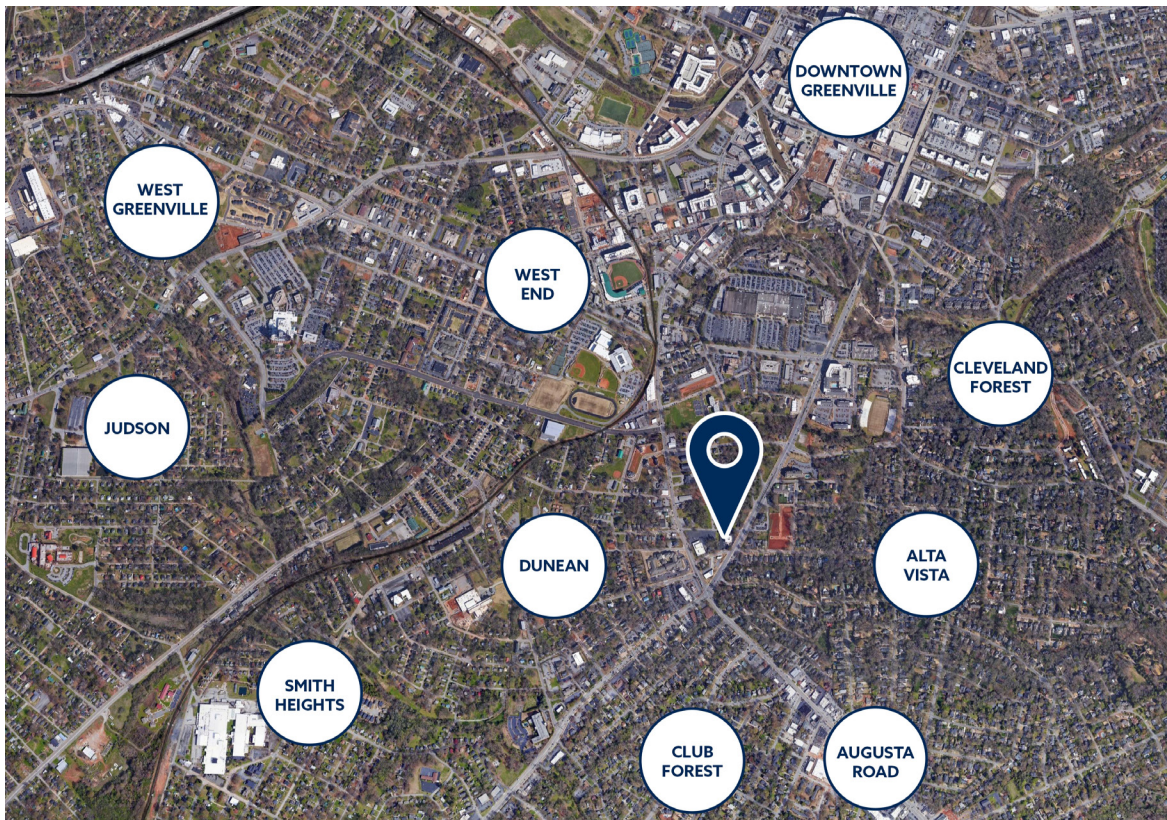 DOWNTOWN
GREENVILLE
WEST
GREENVILLE
WEST
END
CLEVELAND
FOREST
JUDSON
DUNEAN
ALTA
VISTA
SMITH
HEIGHTS
CLUB
FOREST
AUGUSTA
ROAD